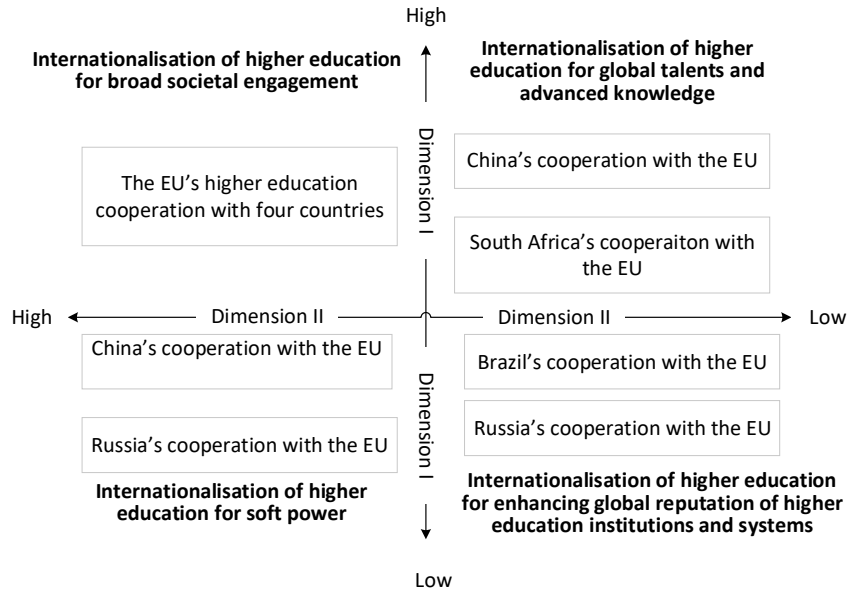 High
Internationalisation of higher education
for broad societal engagement
Internationalisation of higher
education for global talents and
advanced knowledge
Dimension I
The EU’s higher education
cooperation with four countries
China’s cooperation with the EU
South Africa’s cooperaiton with
the EU
High
Dimension II
Dimension II
Low
China’s cooperation with the EU
Russia’s cooperation with the EU
Internationalisation of higher
education for soft power
Dimension I
Brazil’s cooperation with the EU
Russia’s cooperation with the EU
Internationalisation of higher education
for enhancing global reputation of higher
education institutions and systems
Low